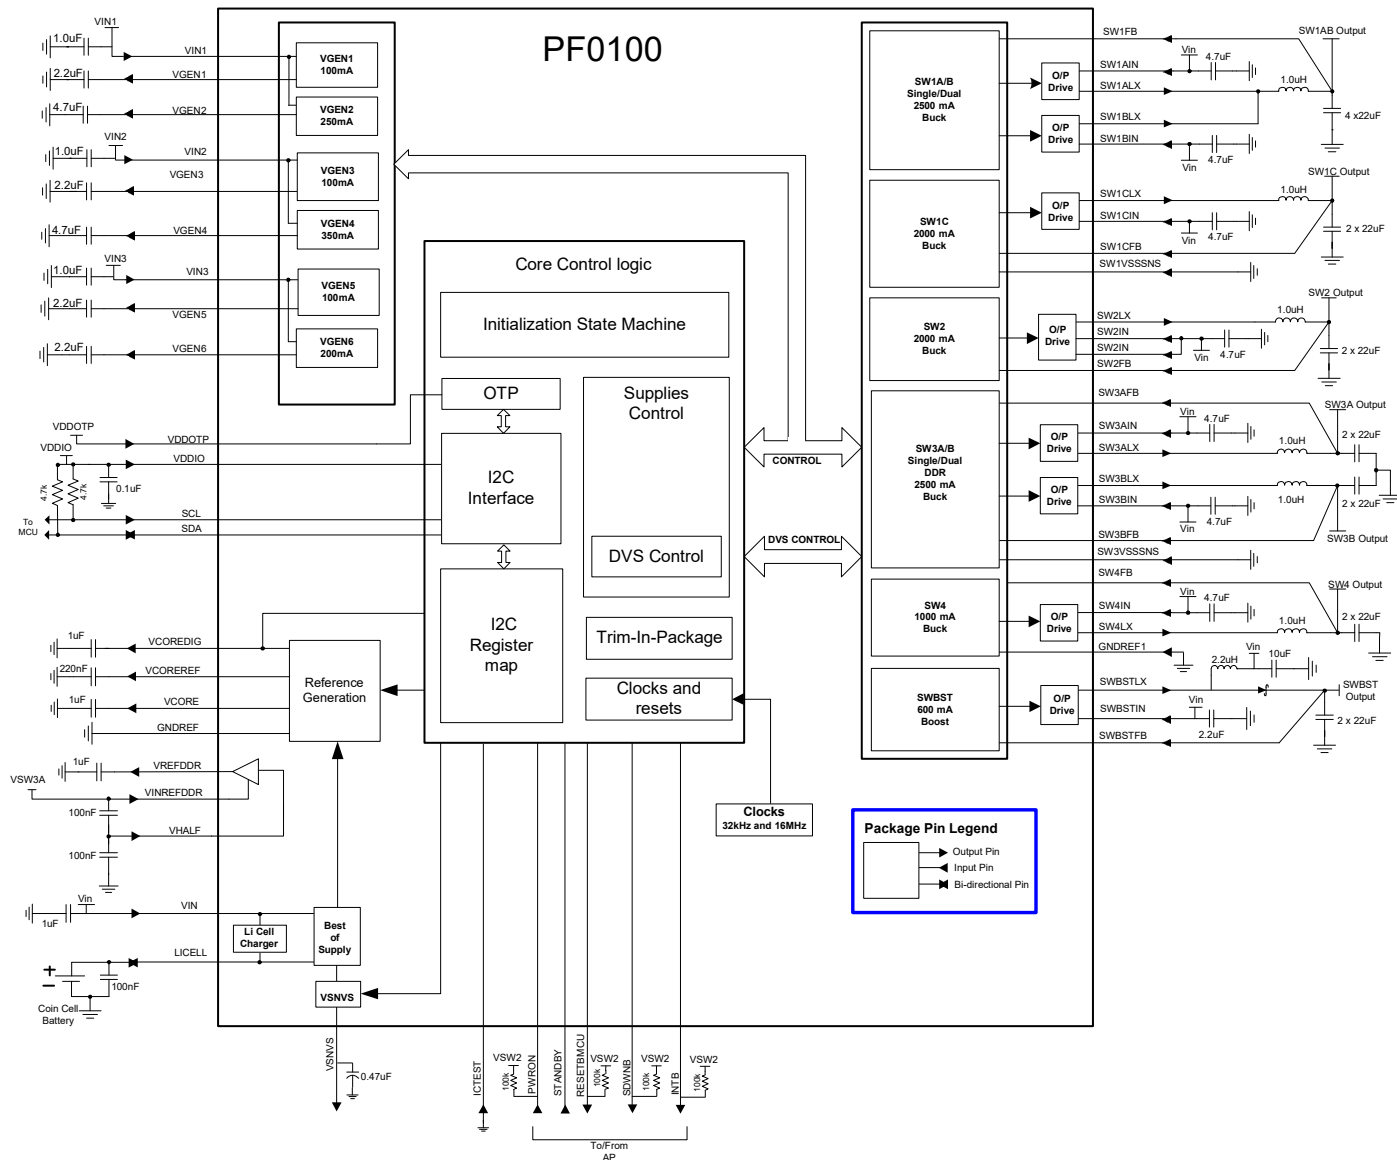 PF0100
VIN1
1.0uF
VIN1
2.2uF
VGEN1
4.7uF
VGEN2
VIN2
1.0uF
VIN2
2.2uF
VGEN3
4.7uF
VGEN4
VIN3
1.0uF
VIN3
2.2uF
VGEN5
2.2uF
VGEN6
VGEN1
100mA
VGEN2
250mA
VGEN3
100mA
VGEN4
350mA
VGEN5
100mA
VGEN6
200mA
VDDOTP
VDDOTP
VDDIO
VDDIO
4.7k
4.7k
0.1uF
To
MCU
SCL
SDA
1uF
VCOREDIG
220nF
VCOREREF
1uF
VCORE
GNDREF
1uF
VREFDDR
VSW3A
VINREFDDR
100nF
VHALF
100nF
Vin
1uF
VIN
LICELL
100nF
Coin Cell
Battery
Core Control logic
Initialization State Machine
OTP
I2C
Interface
I2C
Register
map
Supplies
Control
DVS Control
Trim-In-Package
Clocks and
resets
Reference
Generation
Li Cell
Charger
Best
of
Supply
VSNVS
Clocks
32kHz and 16MHz
CONTROL
DVS CONTROL
SW1A/B
Single/Dual
2500 mA
Buck
SW1C
2000 mA
Buck
SW2
2000 mA
Buck
SW3A/B
Single/Dual
DDR
2500 mA
Buck
SW4
1000 mA
Buck
SWBST
600 mA
Boost
O/P
Drive
O/P
Drive
O/P
Drive
O/P
Drive
O/P
Drive
O/P
Drive
O/P
Drive
O/P
Drive
SW1FB
SW1AB Output
SW1AIN
Vin
4.7uF
SW1ALX
1.0uH
4 x22uF
SW1BLX
SW1BIN
Vin
4.7uF
SW1C Output
SW1CLX
1.0uH
SW1CIN
Vin
4.7uF
2 x 22uF
SW1CFB
SW1VSSSNS
SW2 Output
SW2LX
1.0uH
SW2IN
SW2IN
Vin
4.7uF
2 x 22uF
SW2FB
SW3AFB
SW3A Output
SW3AIN
Vin
4.7uF
2 x 22uF
SW3ALX
1.0uH
SW3BLX
1.0uH
2 x 22uF
SW3BIN
Vin
4.7uF
SW3BFB
SW3B Output
SW3VSSSNS
SW4FB
SW4 Output
SW4IN
Vin
4.7uF
2 x 22uF
SW4LX
1.0uH
GNDREF1
Vin
2.2uH
10uF
SWBSTLX
SWBST
Output
SWBSTIN
Vin
2.2uF
2 x 22uF
SWBSTFB
Package Pin Legend
Output Pin
Input Pin
Bi-directional Pin
VSNVS
0.47uF
ICTEST
VSW2
100k
PWRON
STANDBY
RESETBMCU
VSW2
100k
SDWNB
VSW2
100k
INTB
VSW2
100k
To/From
AP